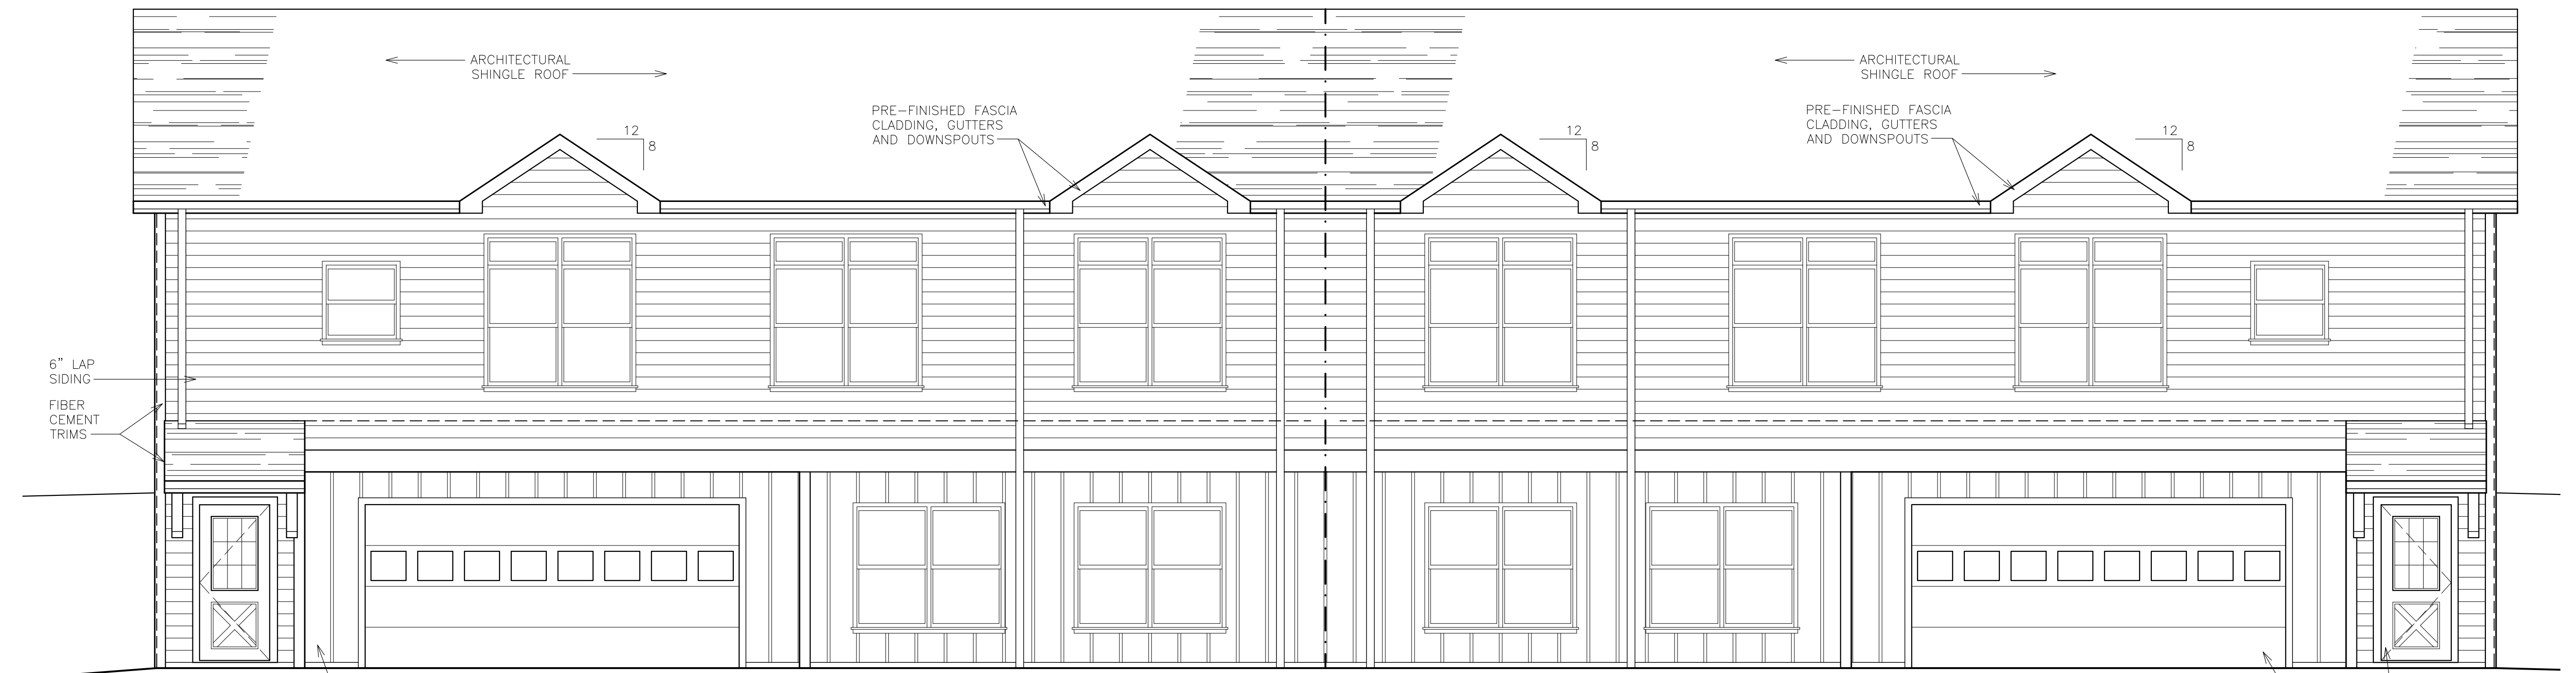 ARCHITECTURAL
SHINGLE ROOF
ARCHITECTURAL
SHINGLE ROOF
PRE-FINISHED FASCIA
CLADDING, GUTTERS
AND DOWNSPOUTS
PRE-FINISHED FASCIA
CLADDING, GUTTERS
AND DOWNSPOUTS
12
8
12
8
12
8
6" LAP
SIDING
FIBER
CEMENT
TRIMS